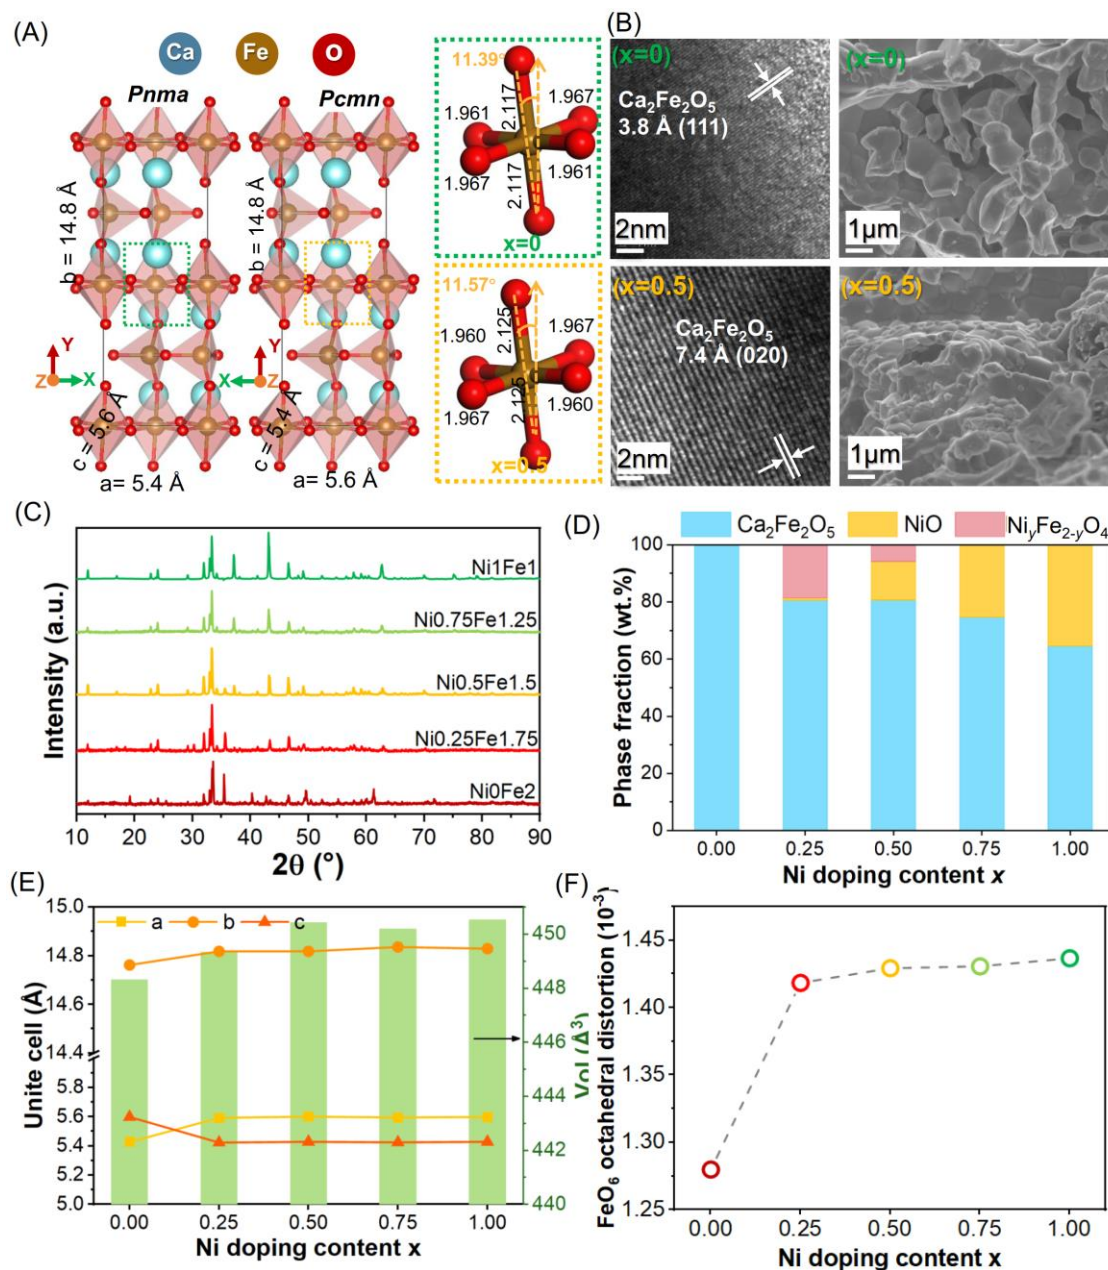 (A)
Ca Fe O
Pnma
Pcmn
b = 14.8 Å
b = 14.8 Å
Y
Z
X
Y
X
Z
c = 5.6 Å
c = 5.4 Å
a= 5.4 Å
a= 5.6 Å
11.39°
1.961
2.117
1.967
1.967
2.117
1.961
x=0
11.57°
1.960
2.125
1.967
1.967
2.125
1.960
x=0.5
(B)
(x=0)
Ca2Fe2O5
3.8 Å (111)
2nm
(x=0)
1µm
(x=0.5)
Ca2Fe2O5
7.4 Å (020)
2nm
(x=0.5)
1µm
(C)
Intensity (a.u.)
Ni1Fe1
Ni0.75Fe1.25
Ni0.5Fe1.5
Ni0.25Fe1.75
Ni0Fe2
10 20 30 40 50 60 70 80 90
2θ (°)
(D)
Ca2Fe2O5 NiO NiyFe2-yO4
Phase fraction (wt.%)
100
80
60
40
20
0
0.00 0.25 0.50 0.75 1.00
Ni doping content x
(E)
a b c
Unite cell (Å)
15.0
14.8
14.6
14.4
5.8
5.6
5.4
5.2
5.0
450
448
446
444
442
440
Vol (Å3)
0.00 0.25 0.50 0.75 1.00
Ni doping content x
(F)
FeO6 octahedral distortion (10-3)
1.45
1.40
1.35
1.30
1.25
0.00 0.25 0.50 0.75 1.00
Ni doping content x